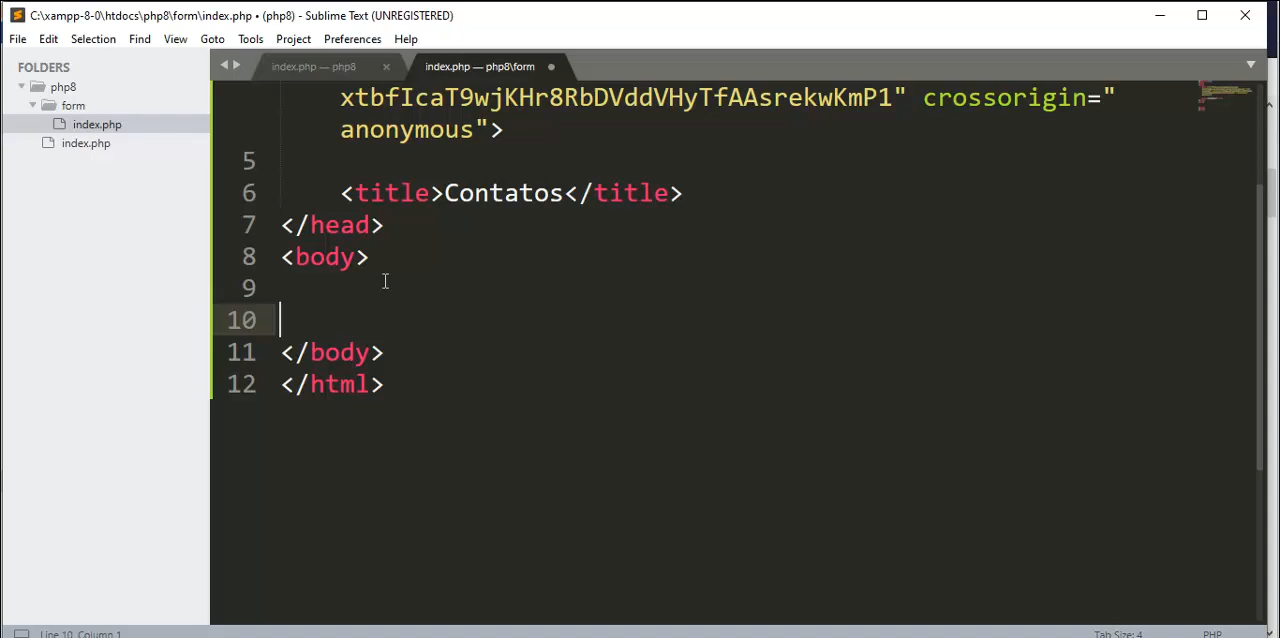 C:\xampp-8-0\htdocs\php8\form\index.php • (php8) - Sublime Text (UNREGISTERED)
File Edit Selection Find View Goto Tools Project Preferences Help
FOLDERS
php8
form
index.php
index.php
index.php — php8
index.php — php8\form
xtbfIcaT9wjKHr8RbDVddVHyTfAAsrekwKmP1" crossorigin="
anonymous">
5
6 <title>Contatos</title>
7 </head>
8 <body>
9
10
11 </body>
12 </html>
Line 10, Column 1 Tab Size: 4 PHP